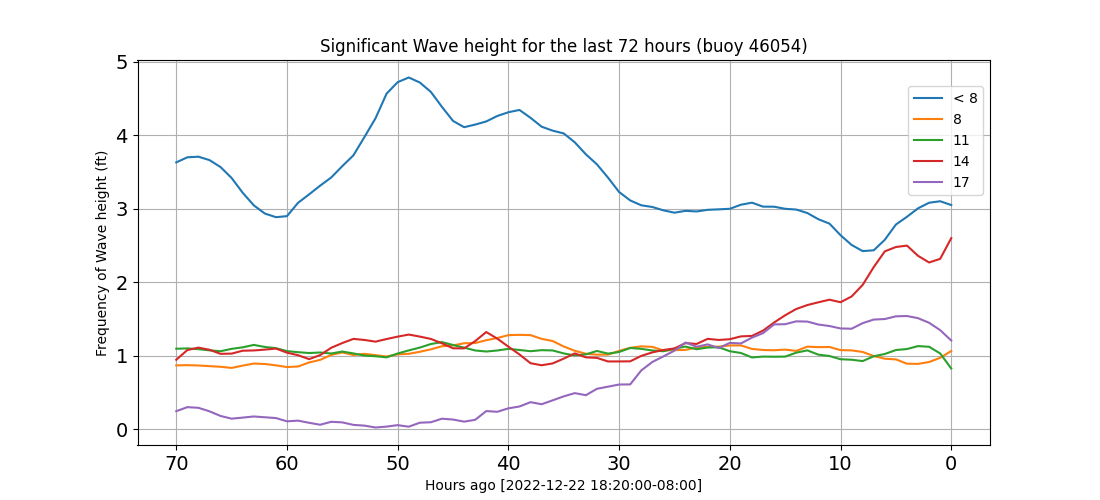 Significant Wave height for the last 72 hours (buoy 46054)
Frequency of Wave height (ft)
5
4
3
2
1
0
< 8
8
11
14
17
70 60 50 40 30 20 10 0
Hours ago [2022-12-22 18:20:00-08:00]